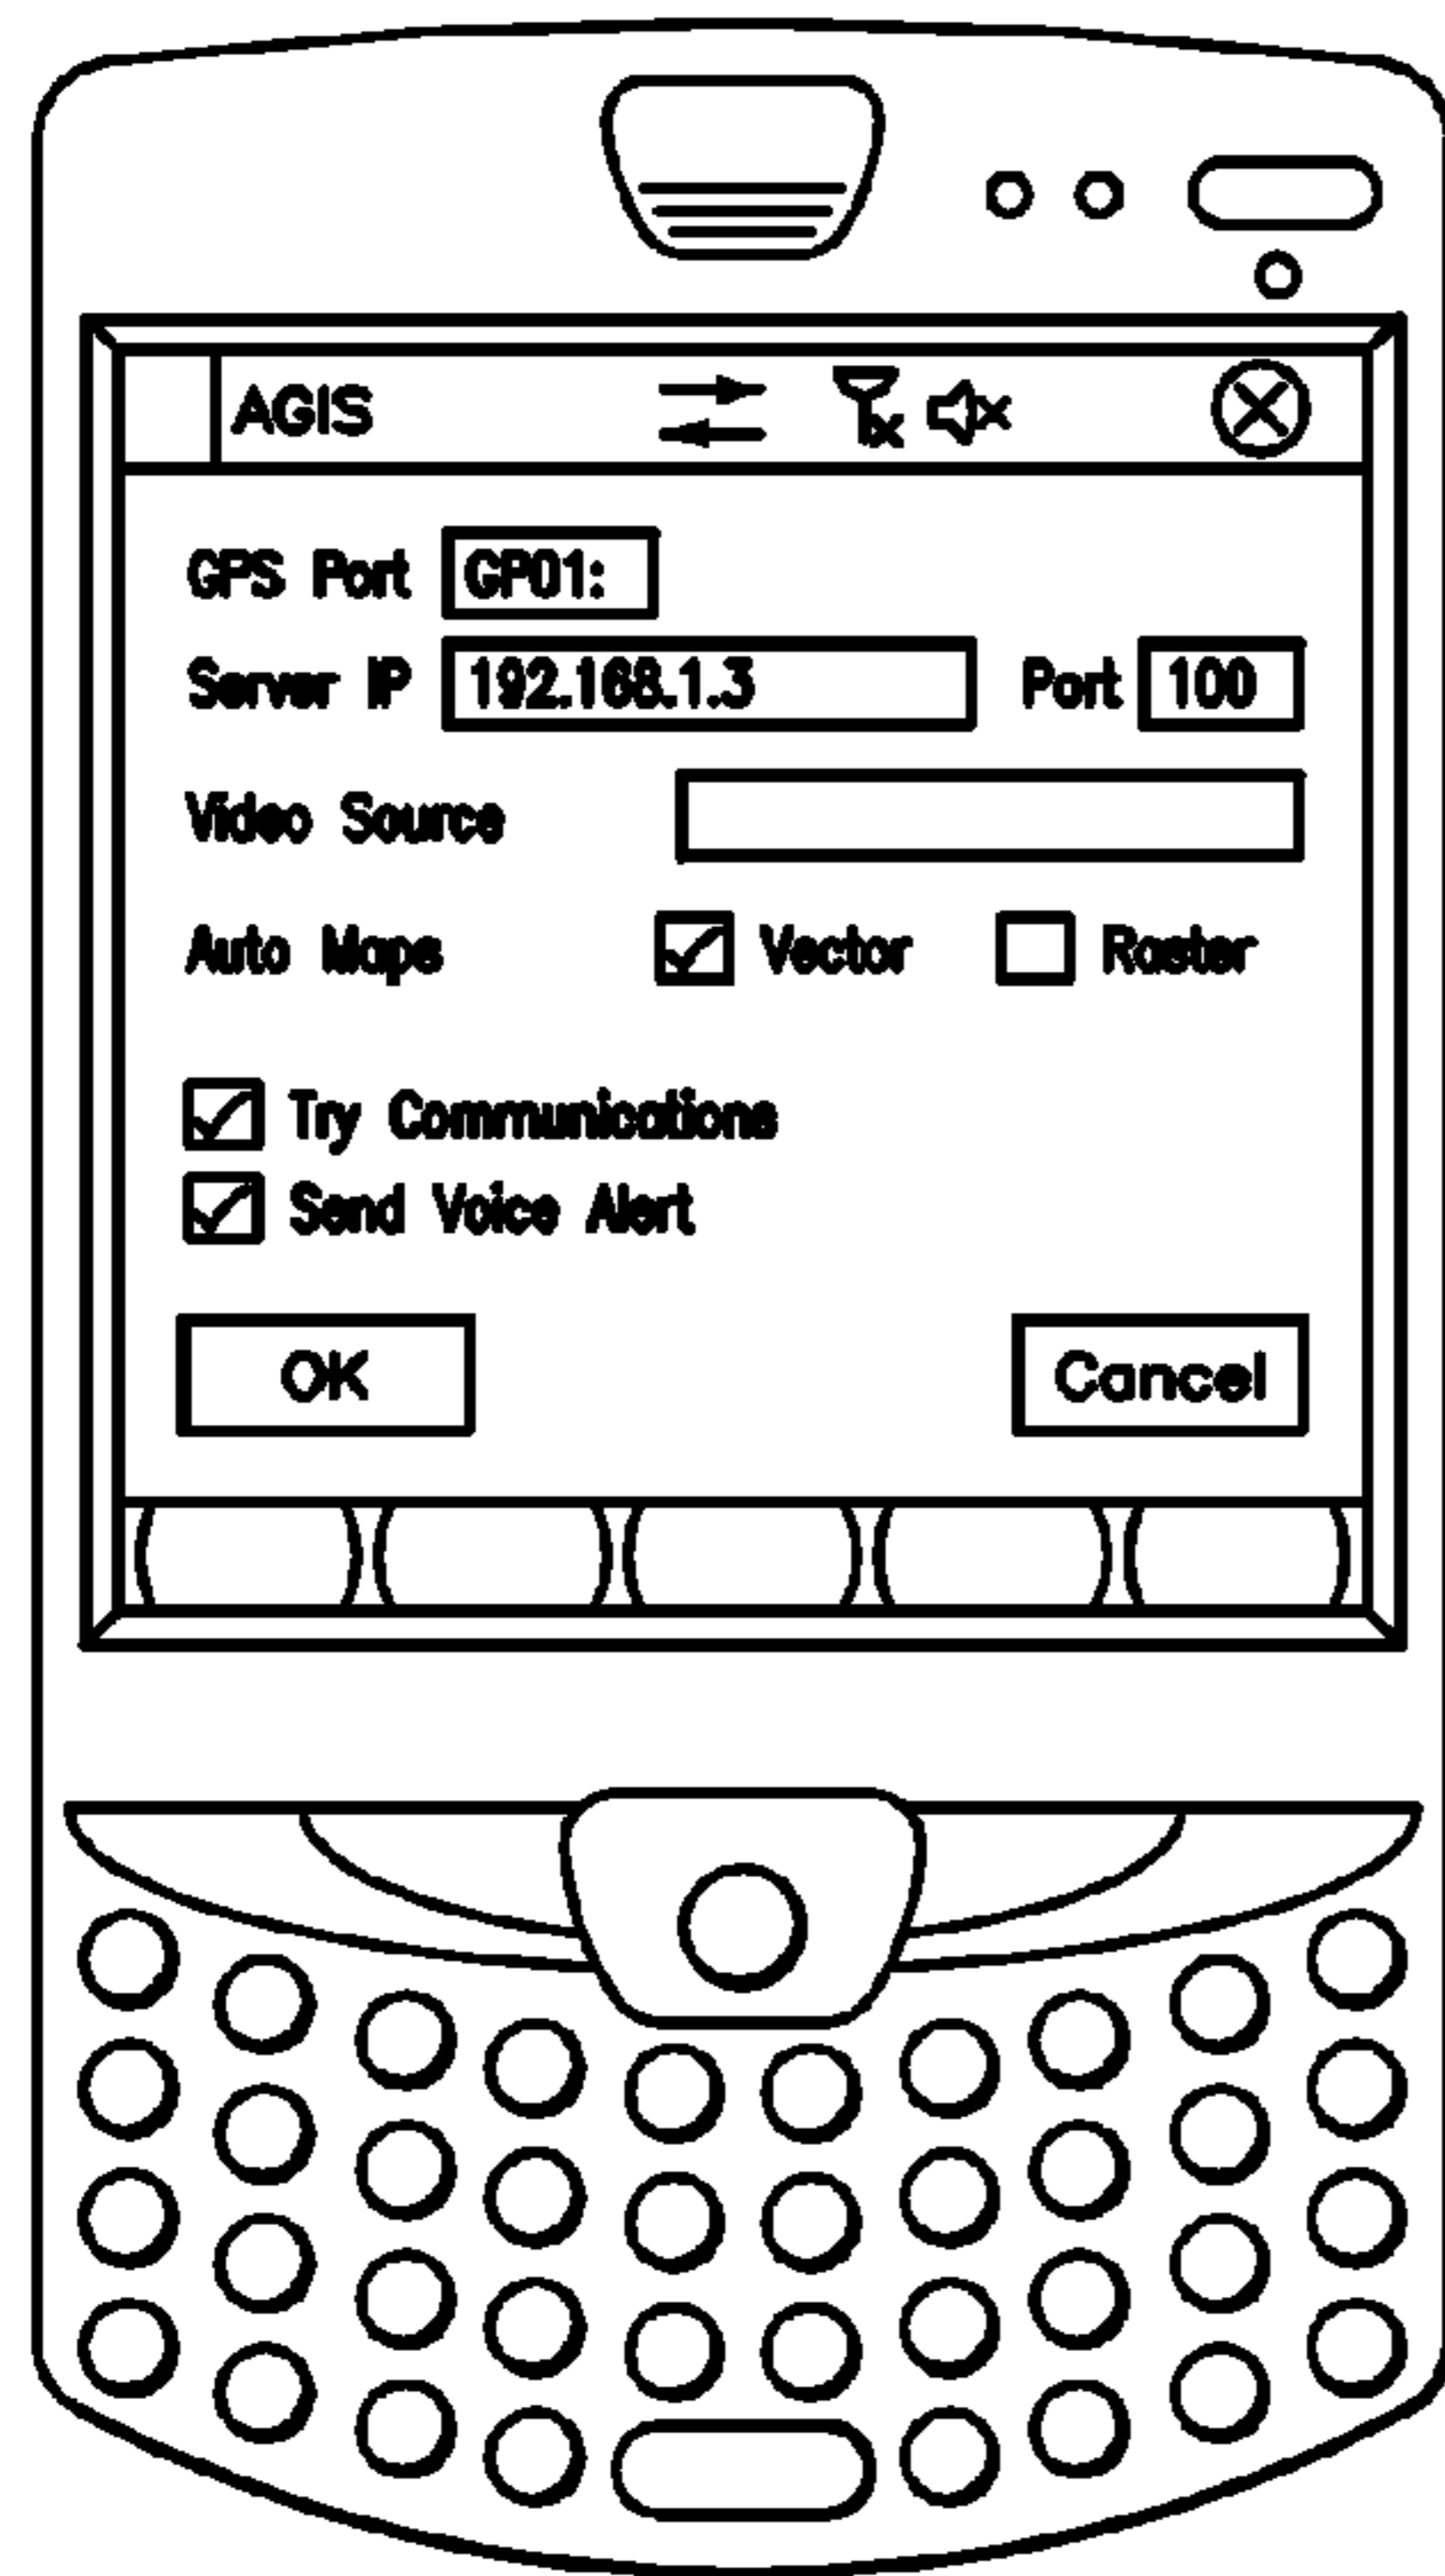 AGIS
GPS Port GP01:
Server IP 192.168.1.3 Port 100
Video Source
Auto Maps Vector Raster
Try Communications
Send Voice Alert
OK Cancel